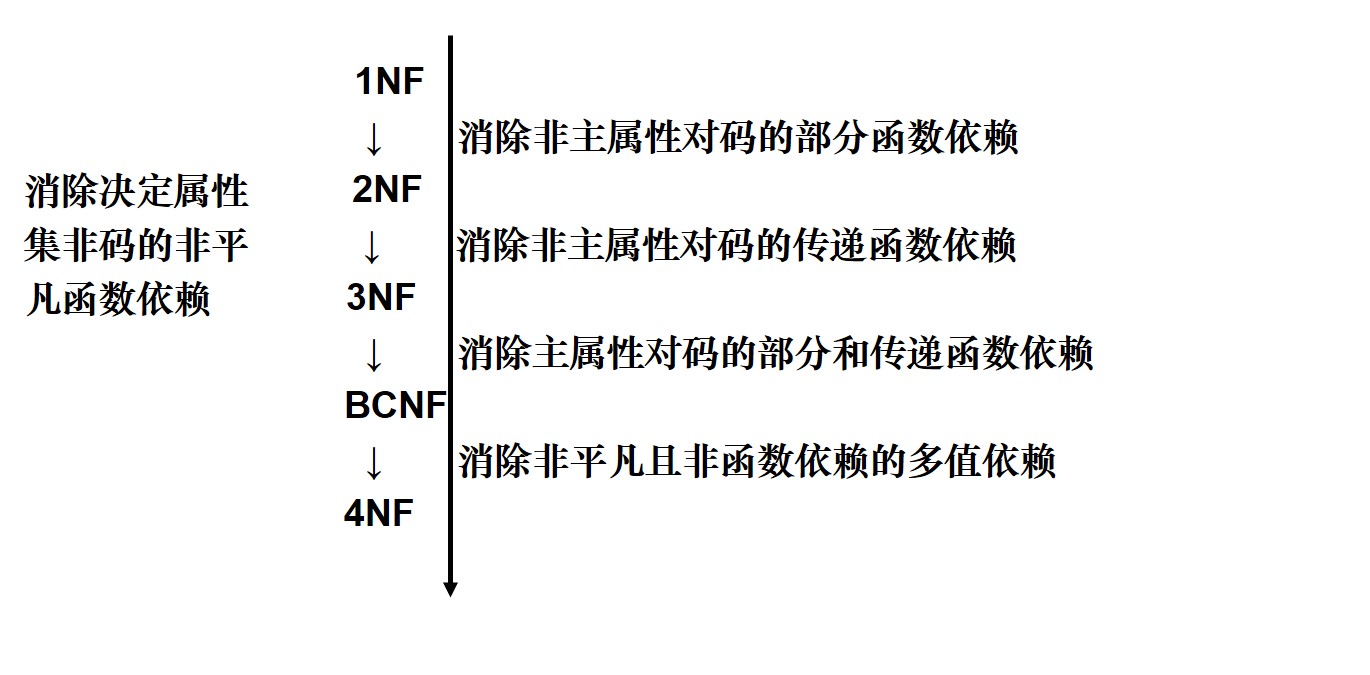 1NF
↓ 消除非主属性对码的部分函数依赖
消除决定属性 2NF
集非码的非平 ↓ 消除非主属性对码的传递函数依赖
凡函数依赖 3NF
↓ 消除主属性对码的部分和传递函数依赖
BCNF
↓ 消除非平凡且非函数依赖的多值依赖
4NF